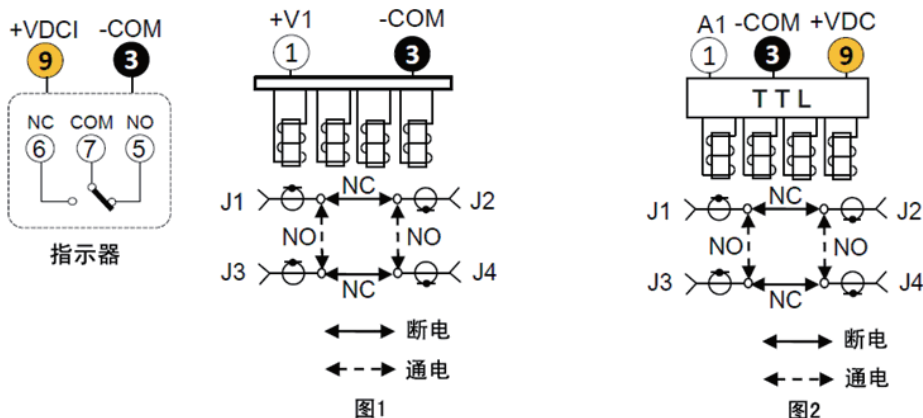 +VDCI -COM
9 3
NC COM NO
6 7 5
指示器
+V1 -COM
1 3
J1 NC J2
NO NO
J3 NC J4
断电
通电
图1
A1 -COM +VDC
1 3 9
TTL
J1 NC J2
NO NO
J3 NC J4
断电
通电
图2